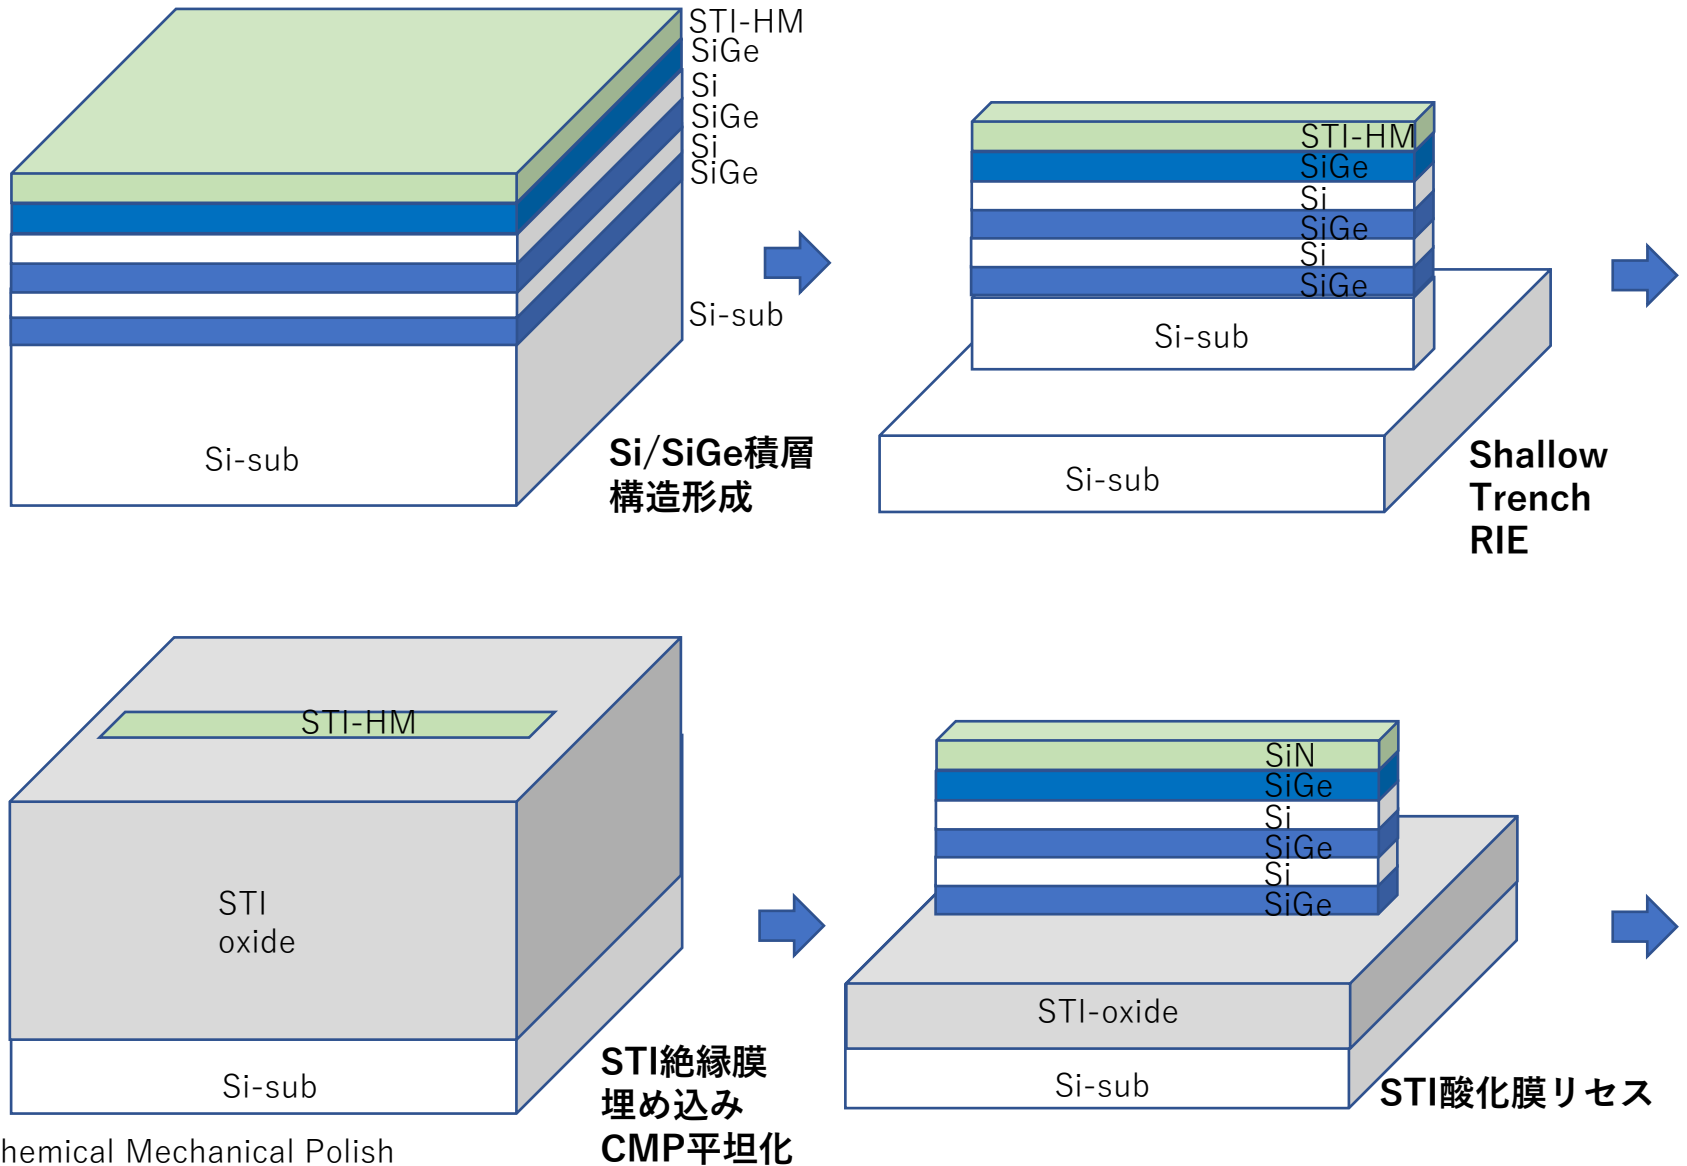 STI-HM
SiGe
Si
SiGe
Si
SiGe
Si-sub
Si-sub
Si/SiGe積層
構造形成
STI-HM
SiGe
Si
SiGe
Si
SiGe
Si-sub
Si-sub
Shallow
Trench
RIE
STI-HM
STI
oxide
Si-sub
STI絶縁膜
埋め込み
CMP平坦化
hemical Mechanical Polish
SiN
SiGe
Si
SiGe
Si
SiGe
STI-oxide
Si-sub
STI酸化膜リセス